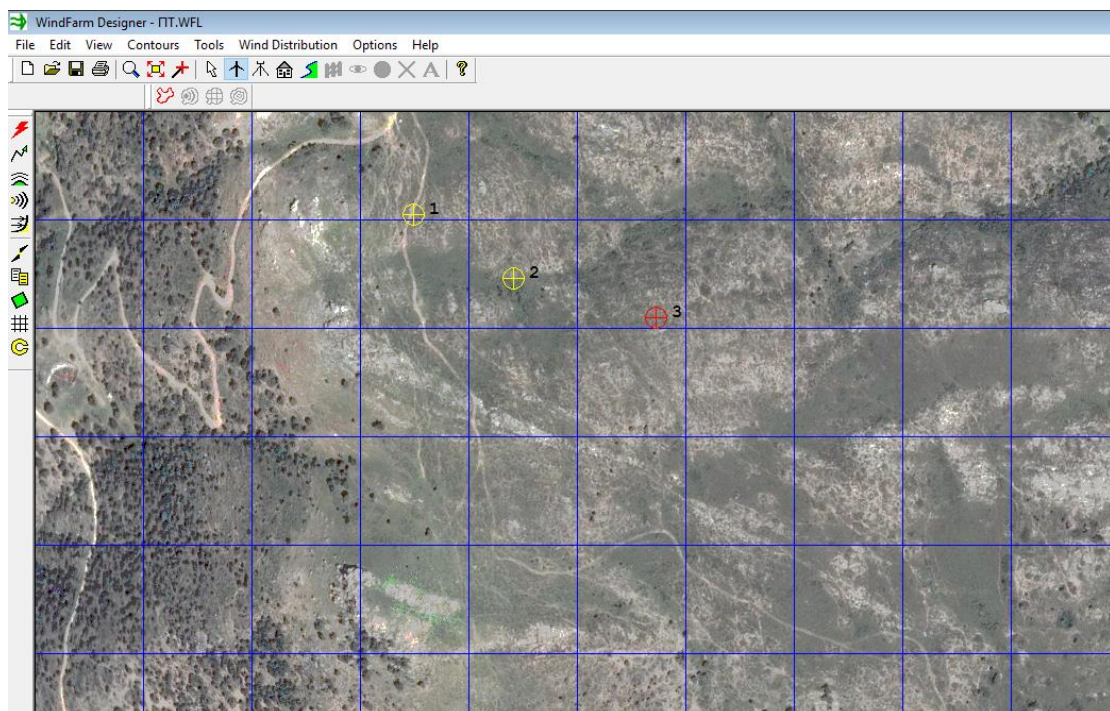 WindFarm Designer - ПТ.WFL
File Edit View Contours Tools Wind Distribution Options Help
1
2
3